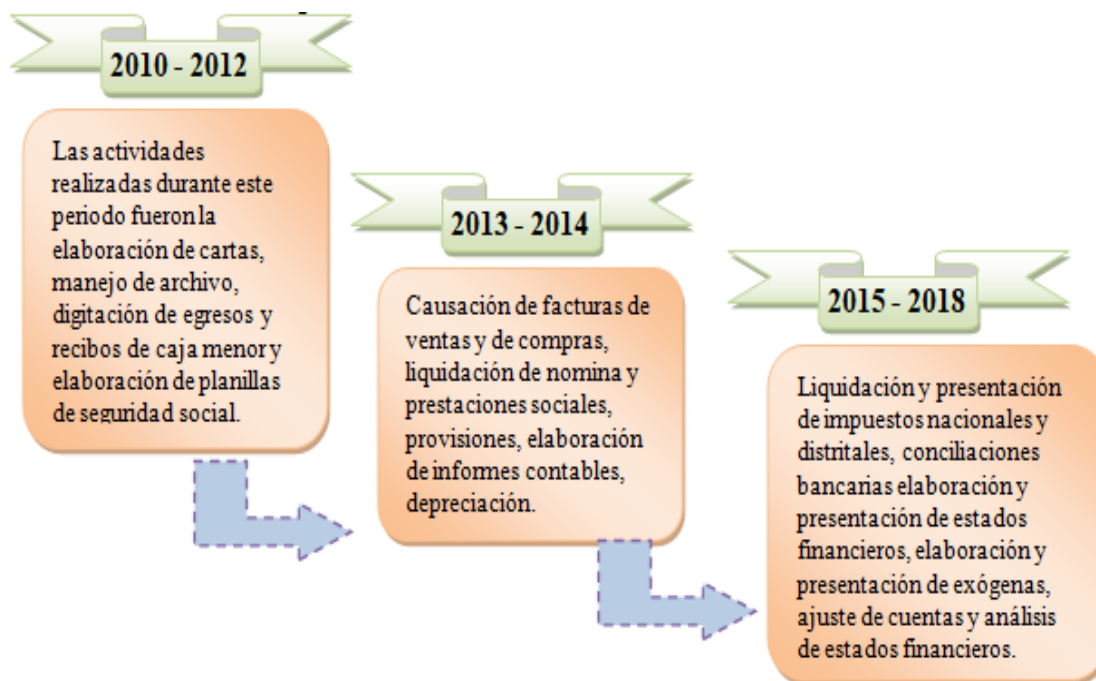 2010 - 2012
Las actividades
realizadas durante este
periodo fueron la
elaboración de cartas,
manejo de archivo,
digitación de egresos y
recibos de caja menor y
elaboración de planillas
de seguridad social.
2013 - 2014
Causación de facturas de
ventas y de compras,
liquidación de nomina y
prestaciones sociales,
provisiones, elaboración
de informes contables,
depreciación.
2015 - 2018
Liquidación y presentación
de impuestos nacionales y
distritales, conciliaciones
bancarias elaboración y
presentación de estados
financieros, elaboración y
presentación de exógenas,
ajuste de cuentas y análisis
de estados financieros.